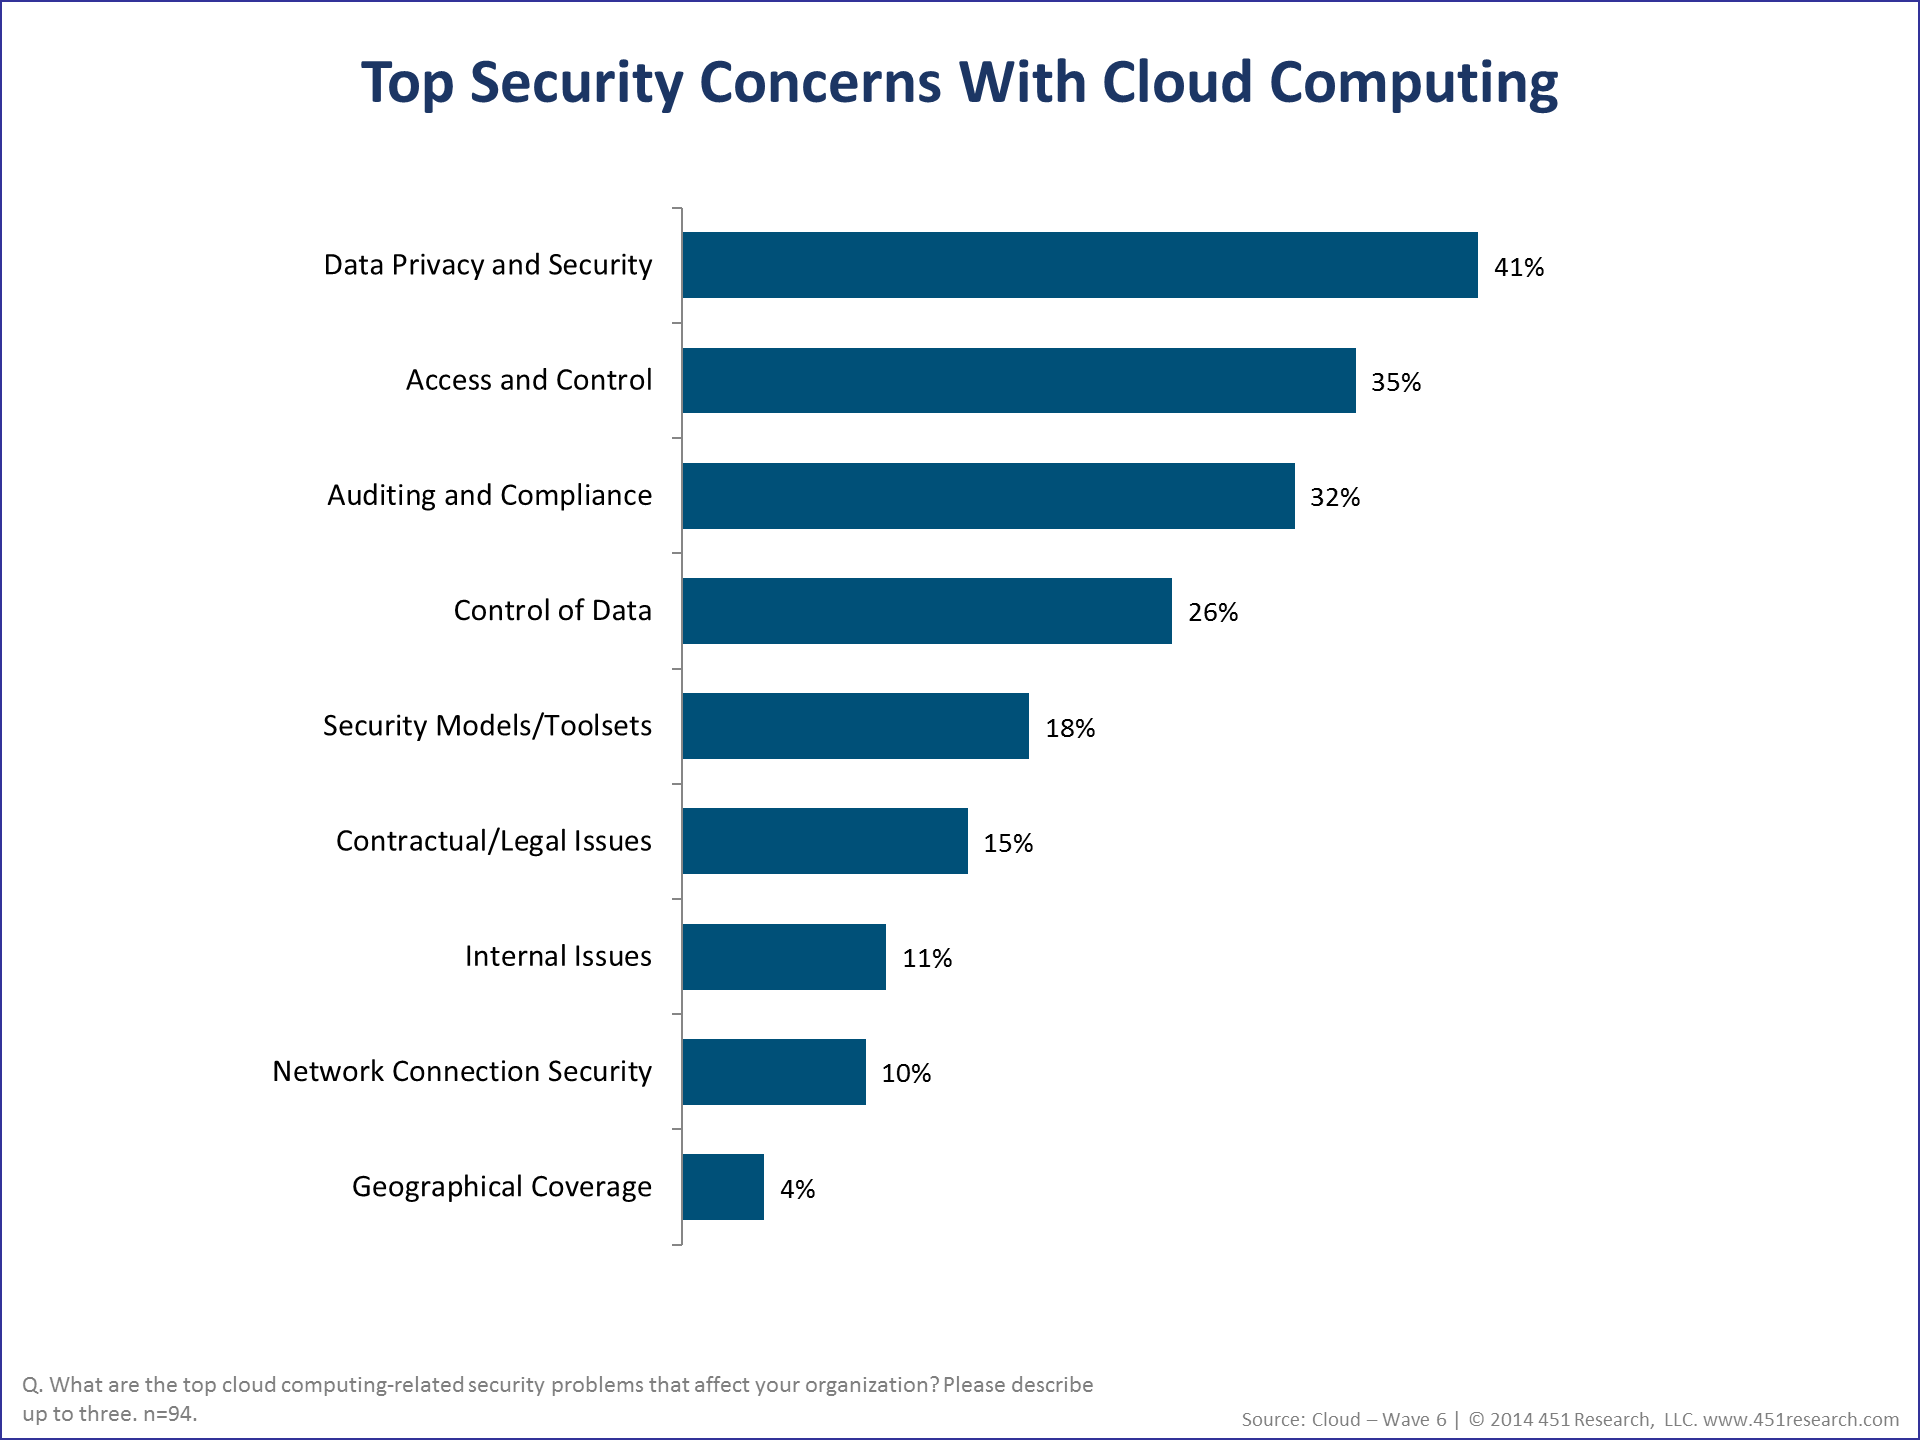 Top Security Concerns With Cloud Computing
Data Privacy and Security 41%
Access and Control 35%
Auditing and Compliance 32%
Control of Data 26%
Security Models/Toolsets 18%
Contractual/Legal Issues 15%
Internal Issues 11%
Network Connection Security 10%
Geographical Coverage 4%
Q. What are the top cloud computing-related security problems that affect your organization? Please describe
up to three. n=94.
Source: Cloud – Wave 6 | © 2014 451 Research, LLC. www.451research.com